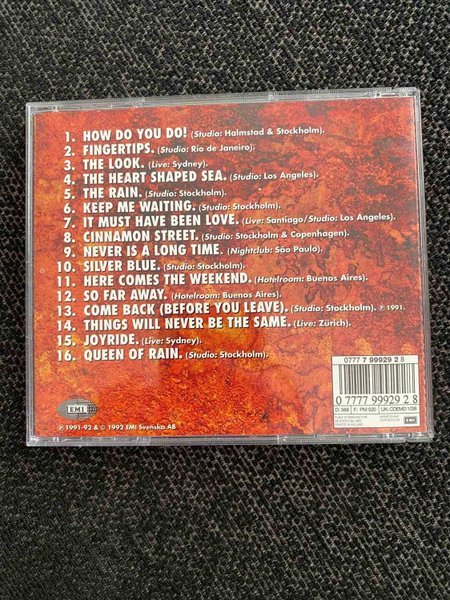 1. HOW DO YOU DO! (Studio: Halmstad & Stockholm).
2. FINGERTIPS. (Studio: Rio de Janeiro).
3. THE LOOK. (Live: Sydney).
4. THE HEART SHAPED SEA. (Studio: Los Angeles).
5. THE RAIN. (Studio: Stockholm).
6. KEEP ME WAITING. (Studio: Stockholm).
7. IT MUST HAVE BEEN LOVE. (Live: Santiago/Studio: Los Angeles).
8. CINNAMON STREET. (Studio: Stockholm & Copenhagen).
9. NEVER IS A LONG TIME. (Nightclub: São Paulo).
10. SILVER BLUE. (Studio: Stockholm).
11. HERE COMES THE WEEKEND. (Hotelroom: Buenos Aires).
12. SO FAR AWAY. (Hotelroom: Buenos Aires).
13. COME BACK (BEFORE YOU LEAVE). (Studio: Stockholm). ℗ 1991.
14. THINGS WILL NEVER BE THE SAME. (Live: Zürich).
15. JOYRIDE. (Live: Sydney).
16. QUEEN OF RAIN. (Studio: Stockholm).
0777 7 99929 2 8
0 77779 9929 2 8
UK: CDEMD 1036
EMI
EMI
℗ 1991-92 & © 1992 EMI Svenska AB